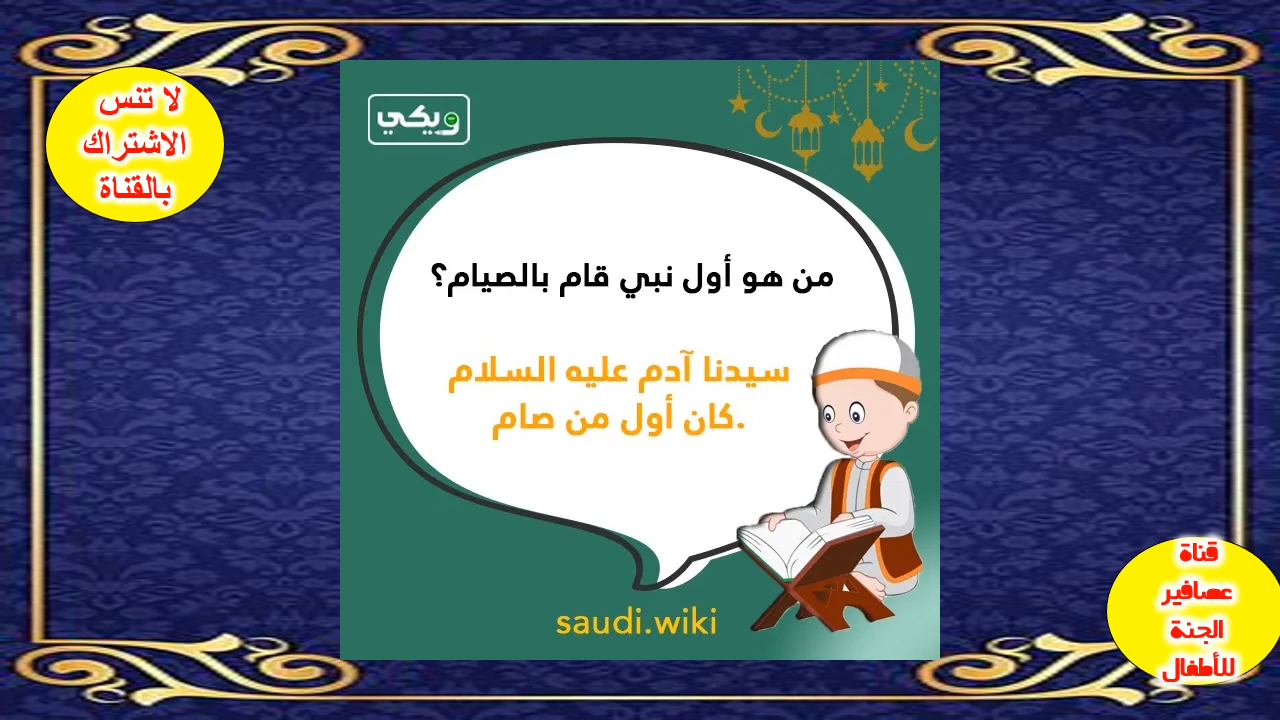 لا تنس
الاشتراك
بالقناة
ويكي
من هو أول نبي قام بالصيام؟
سيدنا آدم عليه السلام
.كان أول من صام
saudi.wiki
قناة
عصافير
الجنة
للأطفال